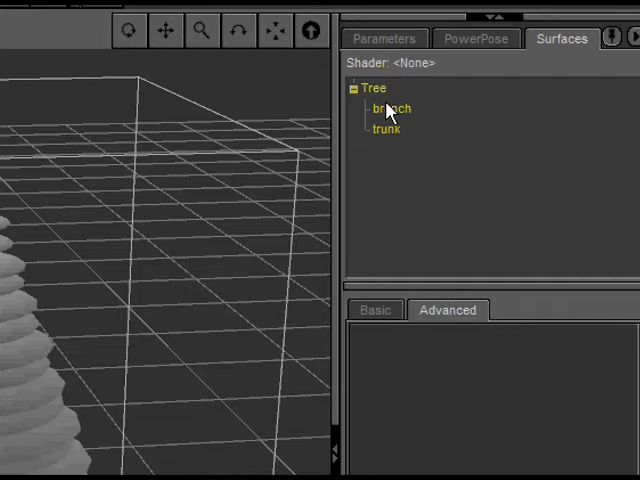 Parameters PowerPose Surfaces
Shader: <None>
Tree
branch
trunk
Basic Advanced